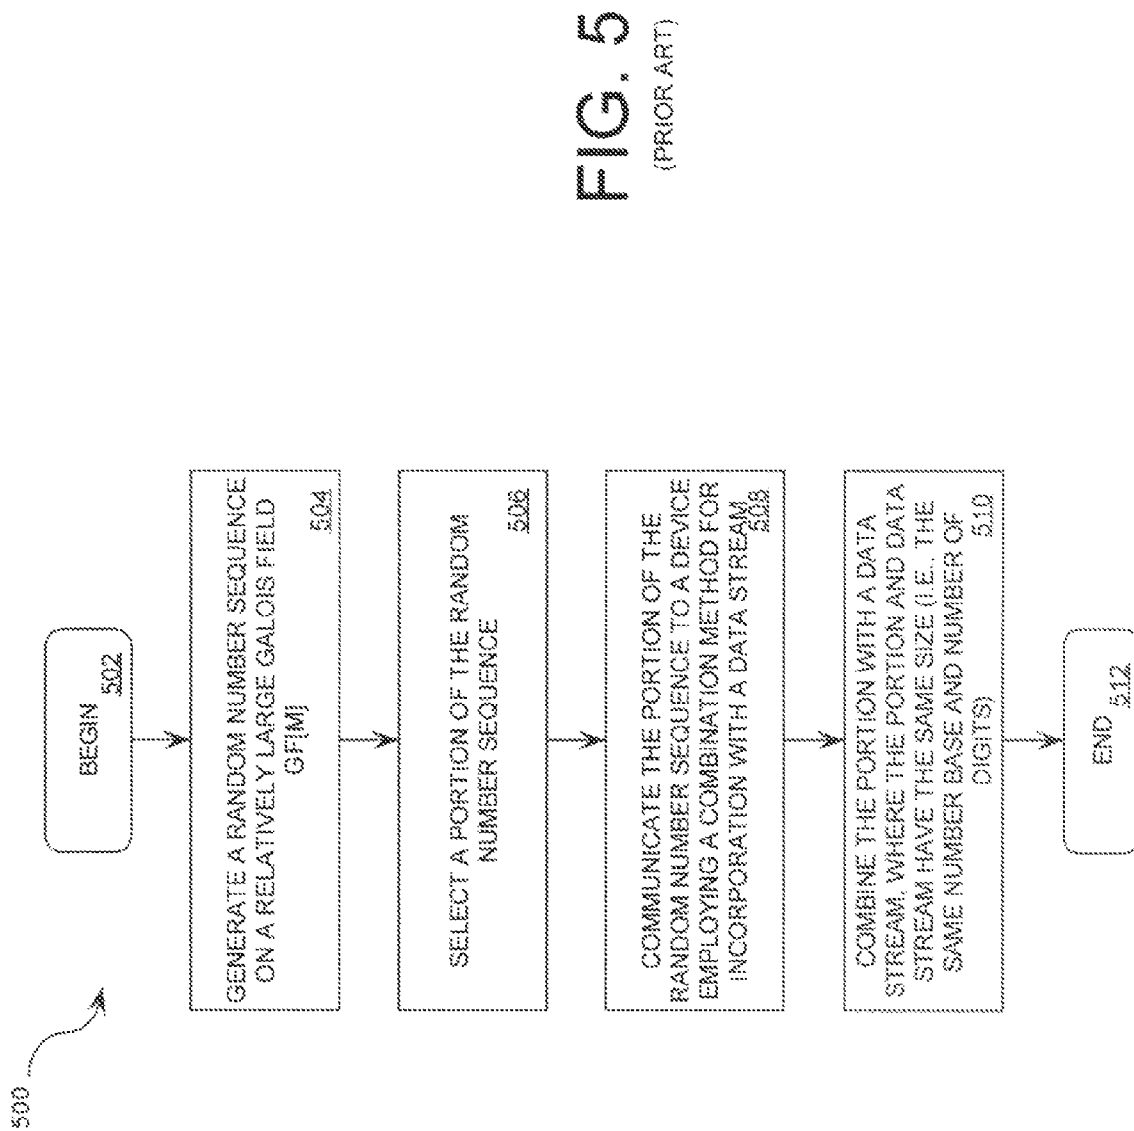 500
BEGIN
502
GENERATE A RANDOM NUMBER SEQUENCE
ON A RELATIVELY LARGE GALOIS FIELD
GF[M]
504
SELECT A PORTION OF THE RANDOM
NUMBER SEQUENCE
506
COMMUNICATE THE PORTION OF THE
RANDOM NUMBER SEQUENCE TO A DEVICE
EMPLOYING A COMBINATION METHOD FOR
INCORPORATION WITH A DATA STREAM
508
COMBINE THE PORTION WITH A DATA
STREAM, WHERE THE PORTION AND DATA
STREAM HAVE THE SAME SIZE (I.E., THE
SAME NUMBER BASE AND NUMBER OF
DIGITS)
510
END
512
FIG. 5
(PRIOR ART)